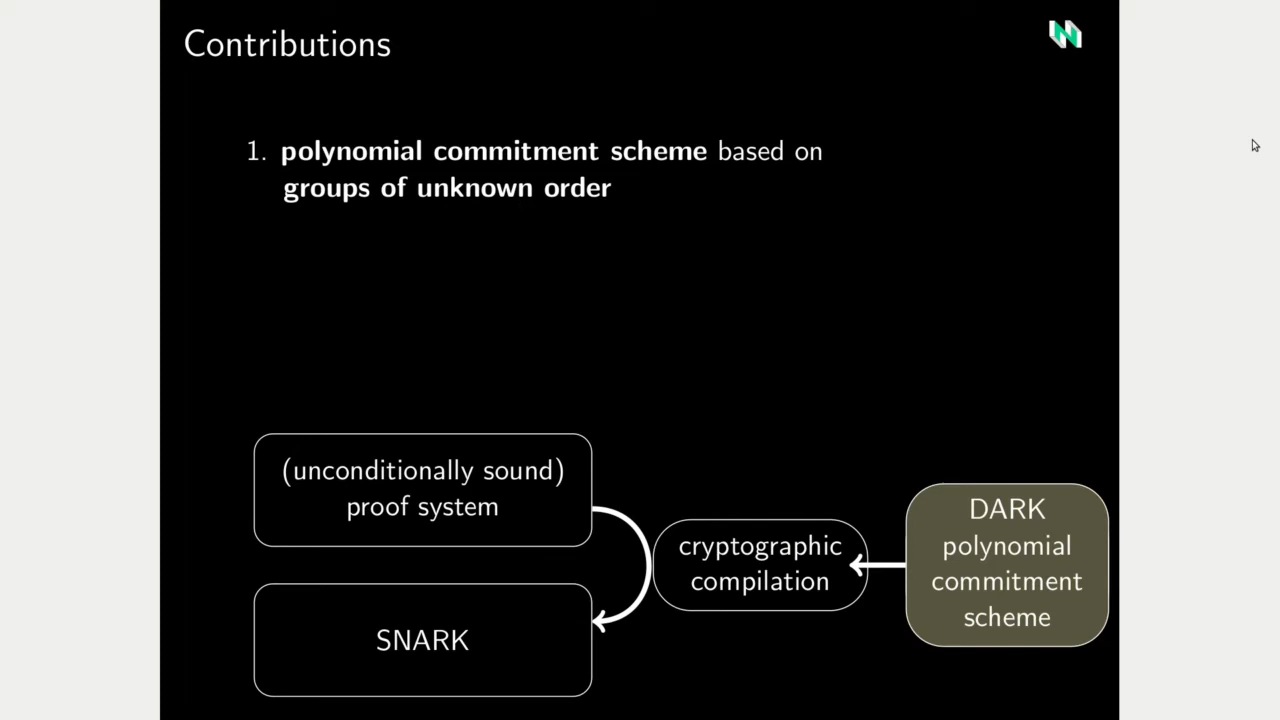 Contributions
1. polynomial commitment scheme based on
groups of unknown order
(unconditionally sound)
proof system
cryptographic
compilation
DARK
polynomial
commitment
scheme
SNARK